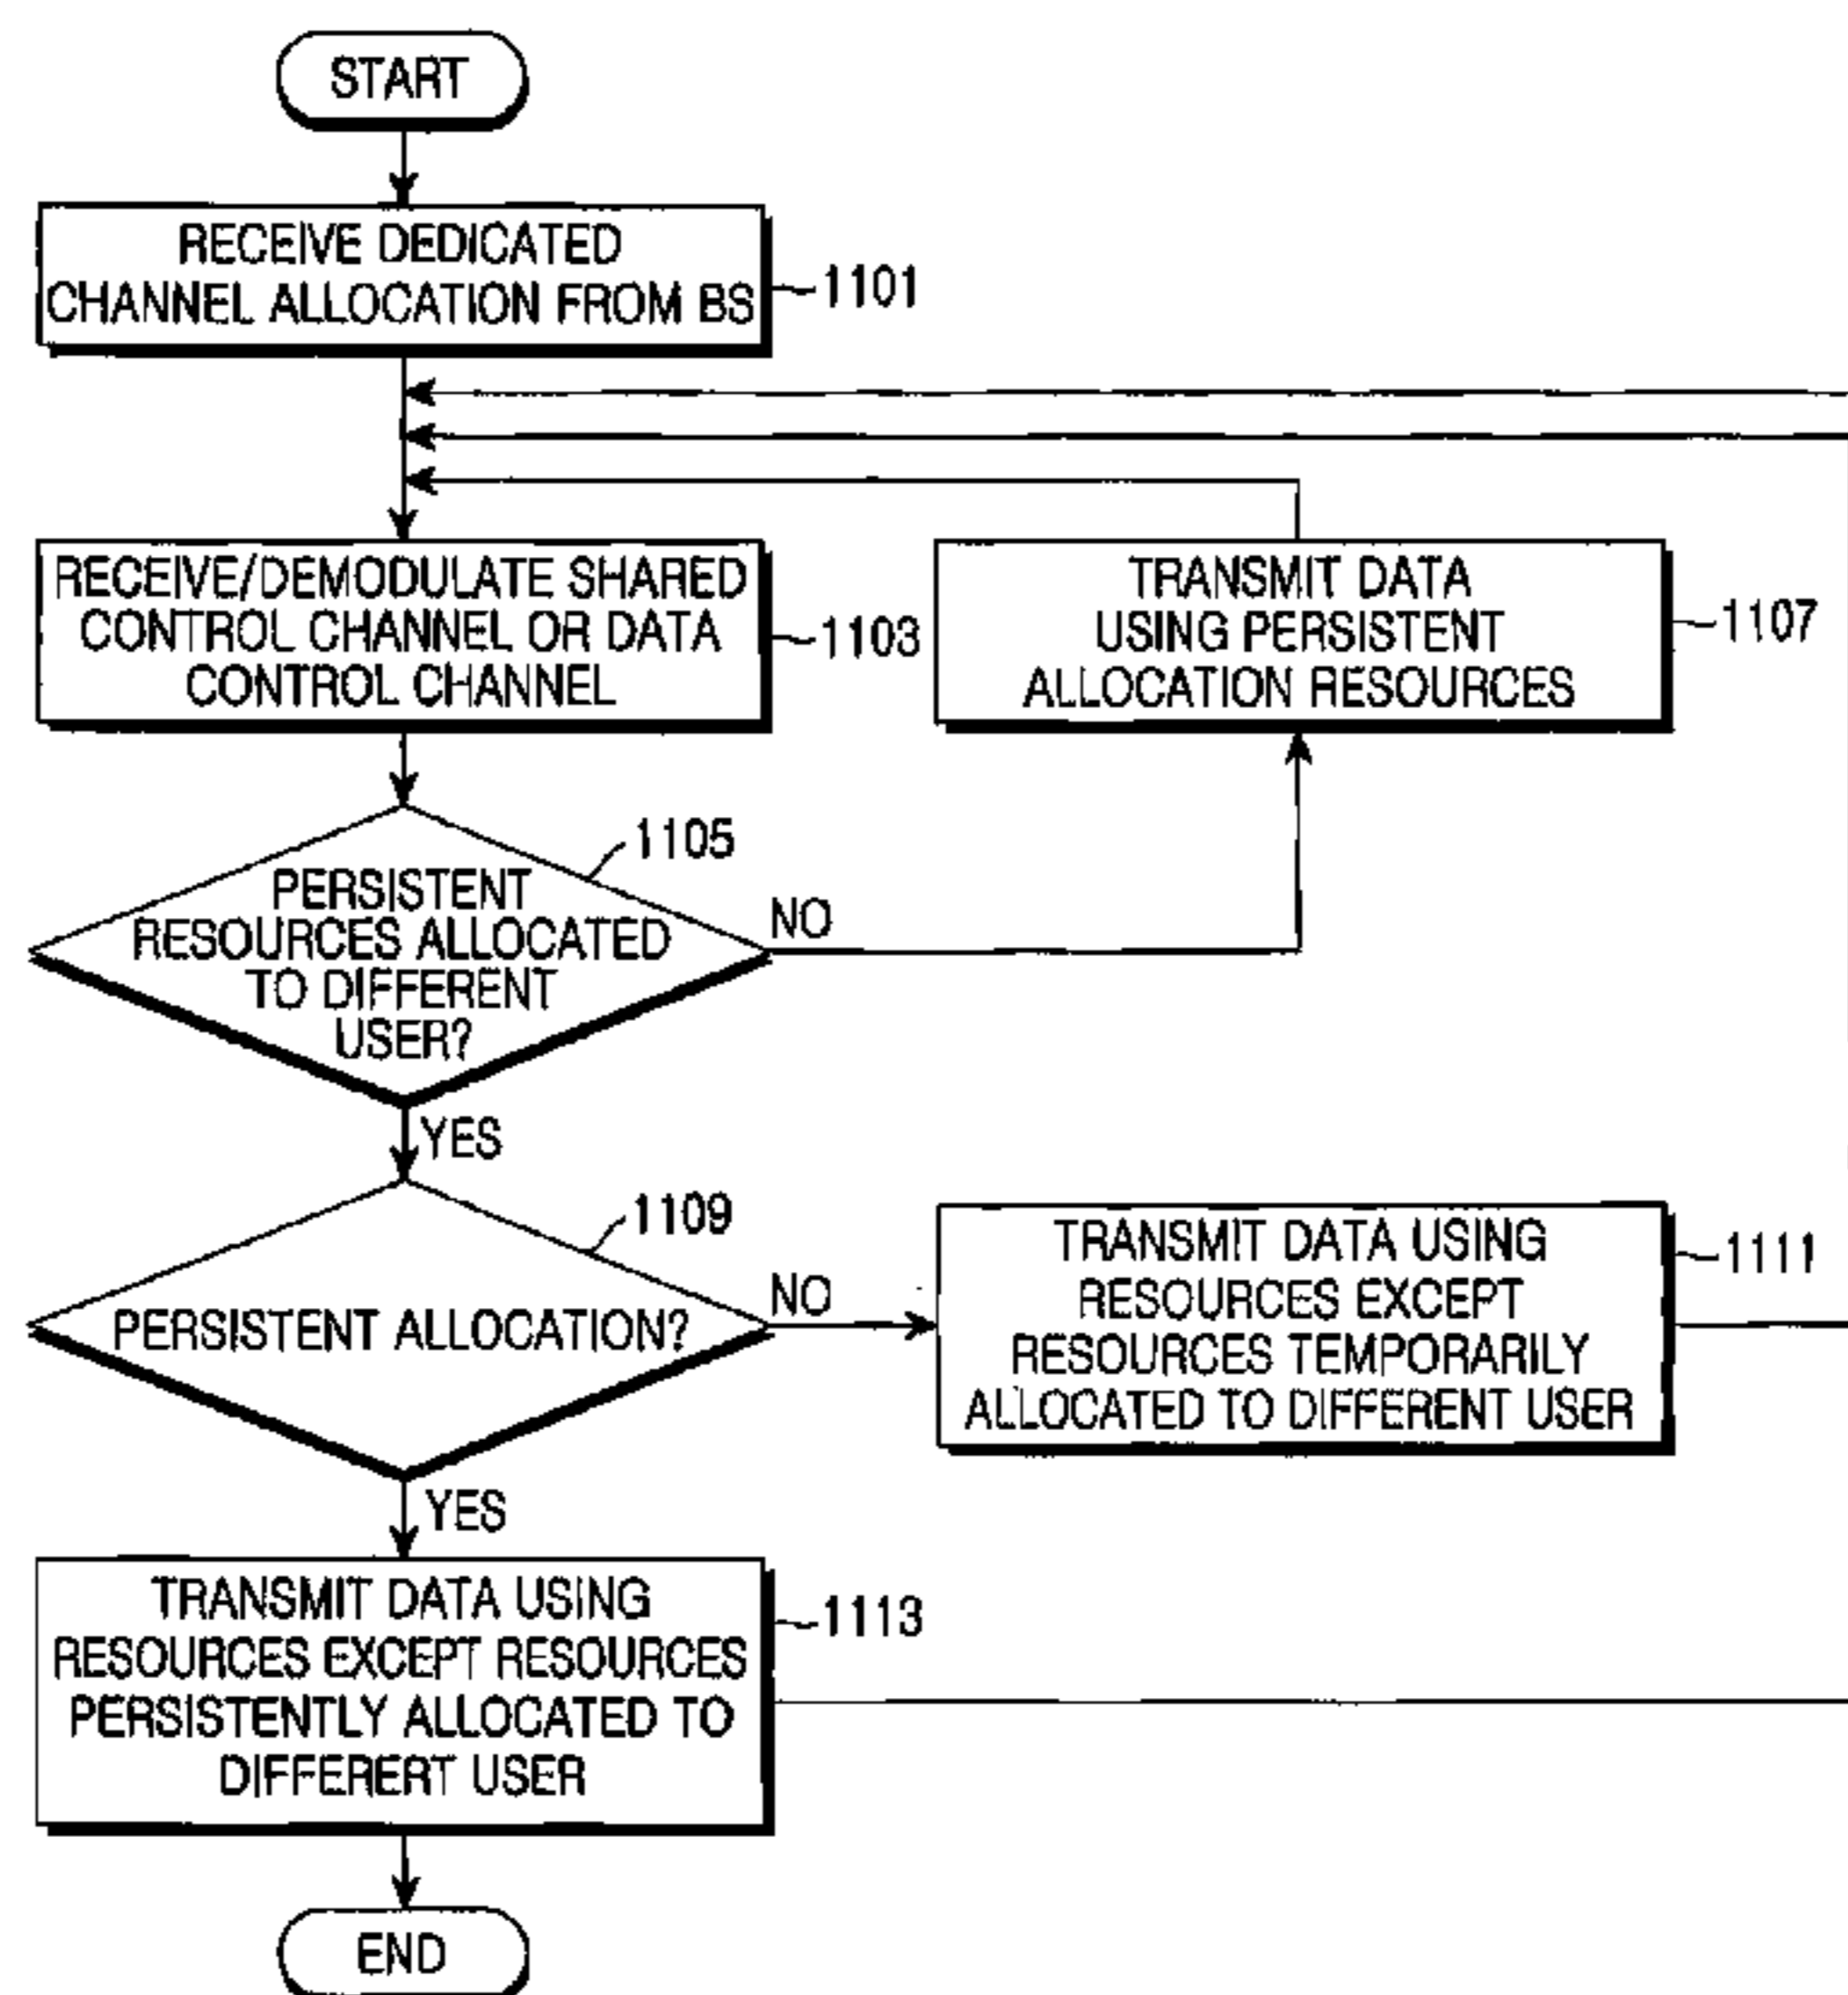 START
RECEIVE DEDICATED
CHANNEL ALLOCATION FROM BS
1101
RECEIVE/DEMODULATE SHARED
CONTROL CHANNEL OR DATA
CONTROL CHANNEL
1103
TRANSMIT DATA
USING PERSISTENT
ALLOCATION RESOURCES
1107
1105
PERSISTENT
RESOURCES ALLOCATED
TO DIFFERENT
USER?
NO
YES
1109
PERSISTENT ALLOCATION?
NO
TRANSMIT DATA USING
RESOURCES EXCEPT
RESOURCES TEMPORARILY
ALLOCATED TO DIFFERENT USER
1111
YES
TRANSMIT DATA USING
RESOURCES EXCEPT RESOURCES
PERSISTENTLY ALLOCATED TO
DIFFERERT USER
1113
END